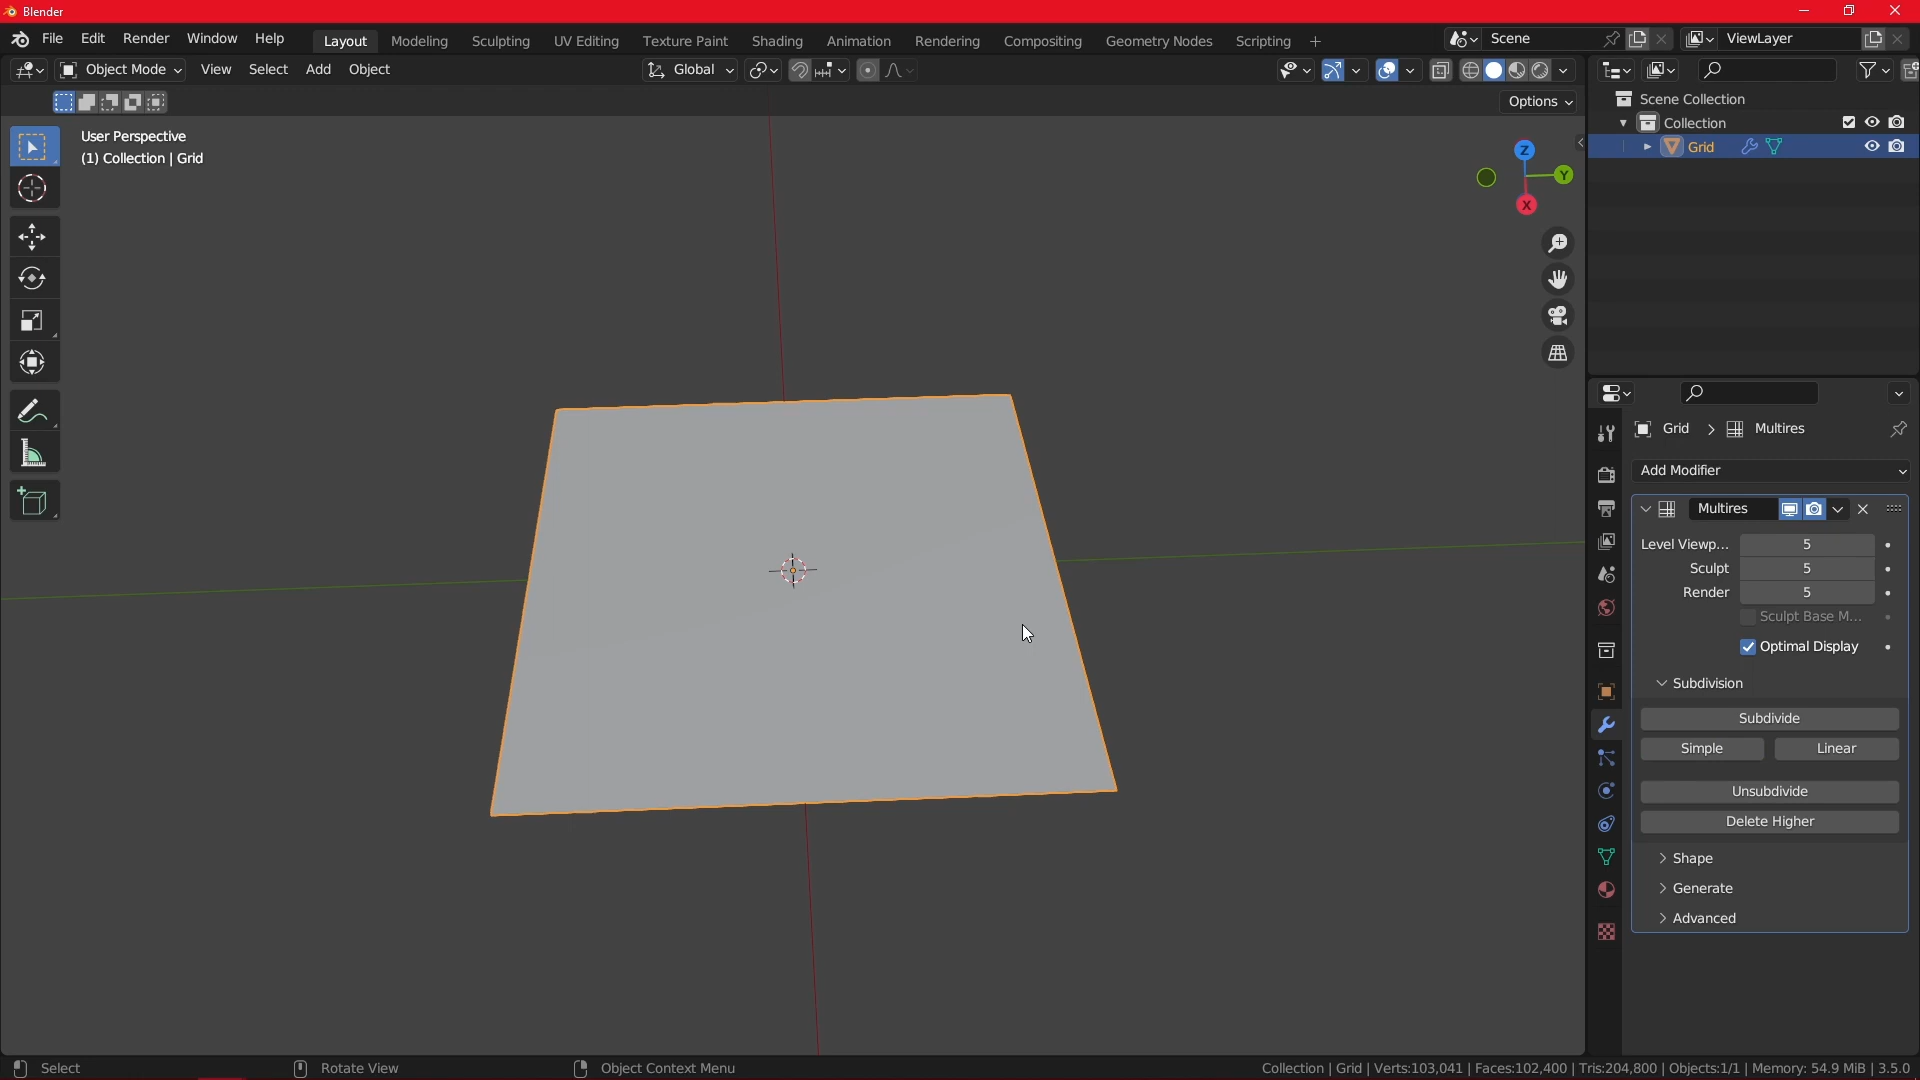 Blender
File Edit Render Window Help
Layout Modeling Sculpting UV Editing Texture Paint Shading Animation Rendering Compositing Geometry Nodes Scripting +
Scene
ViewLayer
Object Mode View Select Add Object
Global
Options
User Perspective
(1) Collection | Grid
Z
Y
X
Scene Collection
Collection
Grid
Grid > Multires
Add Modifier
Multires
Level Viewp... 5
Sculpt 5
Render 5
Sculpt Base M...
Optimal Display
Subdivision
Subdivide
Simple Linear
Unsubdivide
Delete Higher
Shape
Generate
Advanced
Select
Rotate View
Object Context Menu
Collection | Grid | Verts:103,041 | Faces:102,400 | Tris:204,800 | Objects:1/1 | Memory: 54.9 MiB | 3.5.0